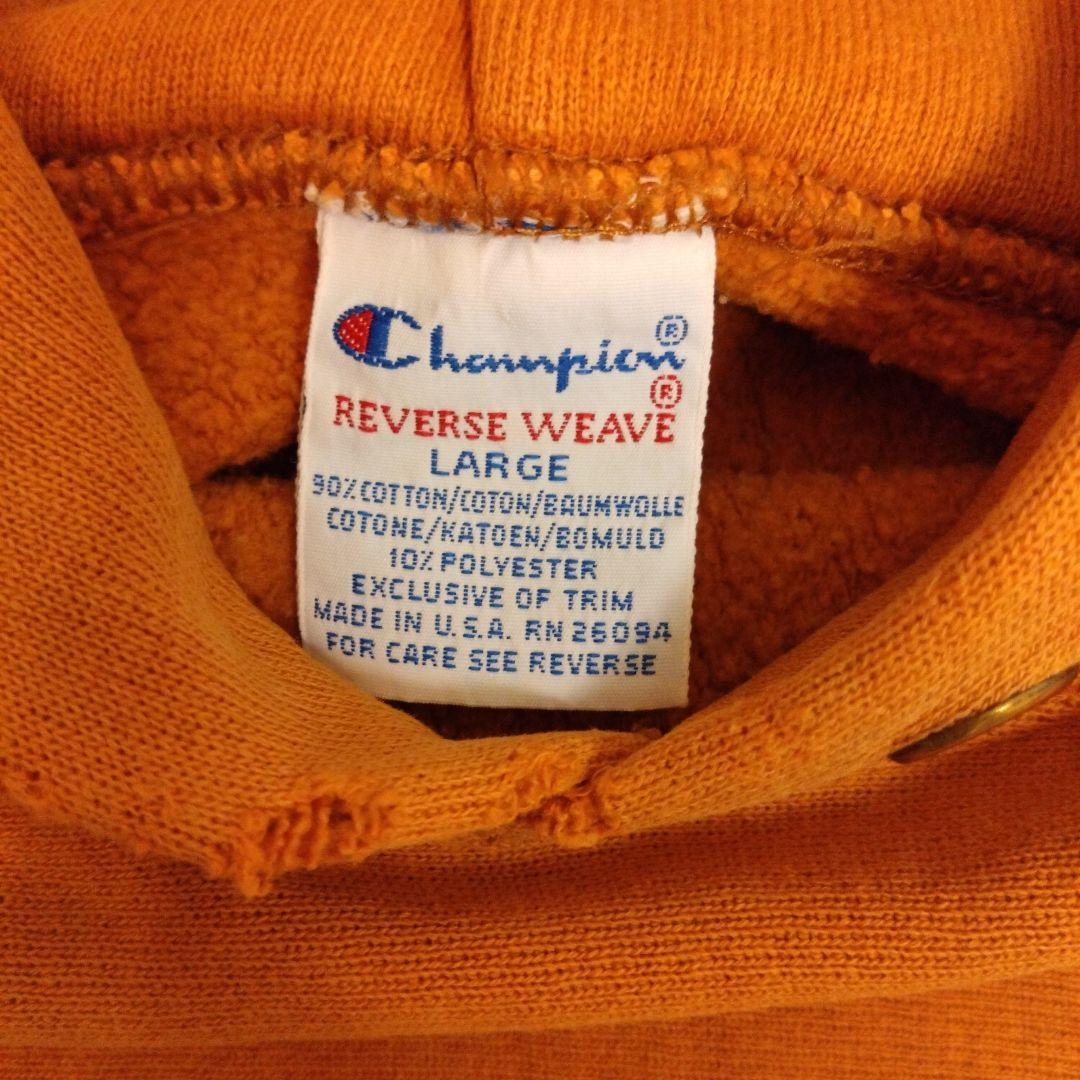 Champion®
REVERSE WEAVE®
LARGE
90% COTTON/COTON/BAUMWOLLE
COTONE/KATOEN/BOMULD
10% POLYESTER
EXCLUSIVE OF TRIM
MADE IN U.S.A. RN 26094
FOR CARE SEE REVERSE